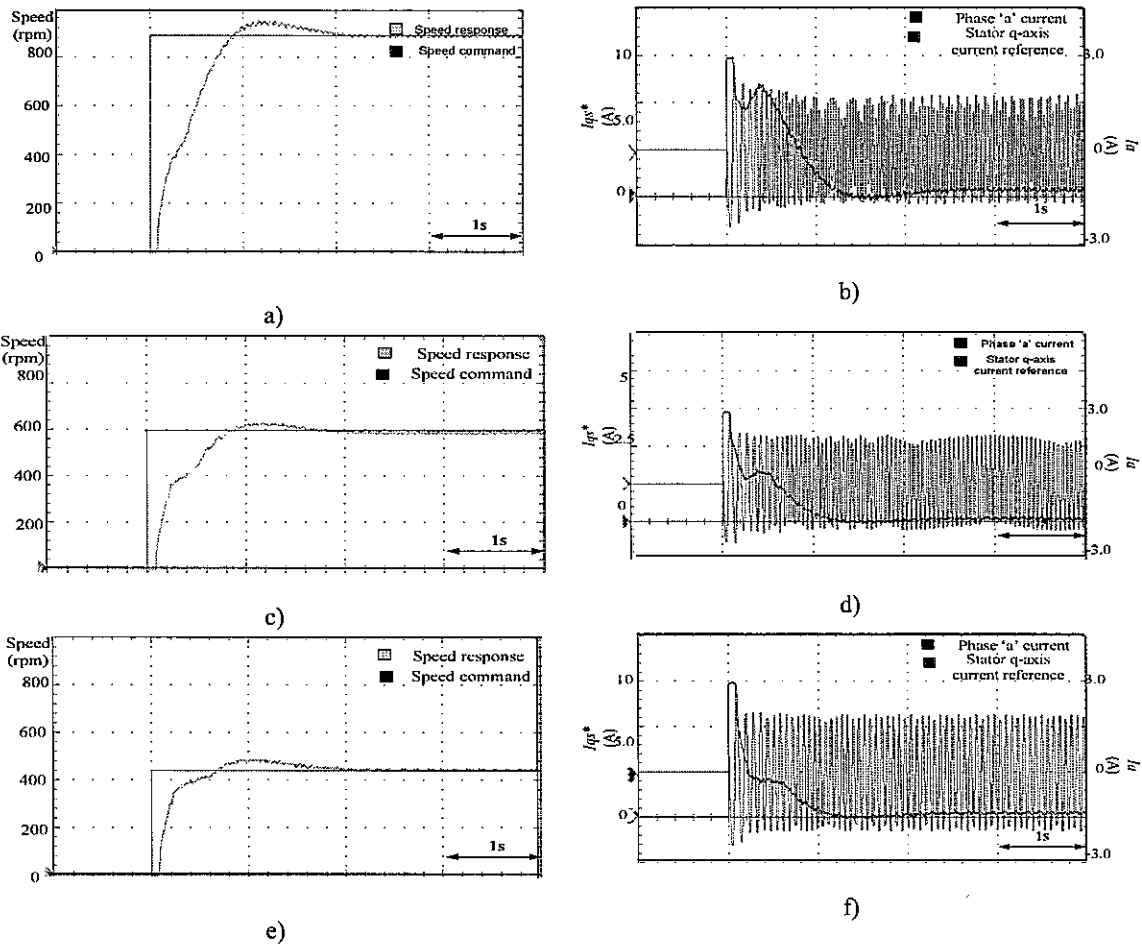 Speed
(rpm)
800
600
400
200
0
Speed response
Speed command
1s
a)
10
5.0
0
Iqs*
(A)
Phase 'a' current
Stator q-axis
current reference
3.0
0
-3.0
Ia
(A)
1s
b)
Speed
(rpm)
800
600
400
200
0
Speed response
Speed command
1s
c)
5
2.5
0
Iqs*
(A)
Phase 'a' current
Stator q-axis
current reference
3.0
0
-3.0
Ia
(A)
d)
Speed
(rpm)
800
600
400
200
0
Speed response
Speed command
1s
e)
10
5.0
0
Iqs*
(A)
Phase 'a' current
Stator q-axis
current reference
3.0
0
-3.0
Ia
(A)
1s
f)